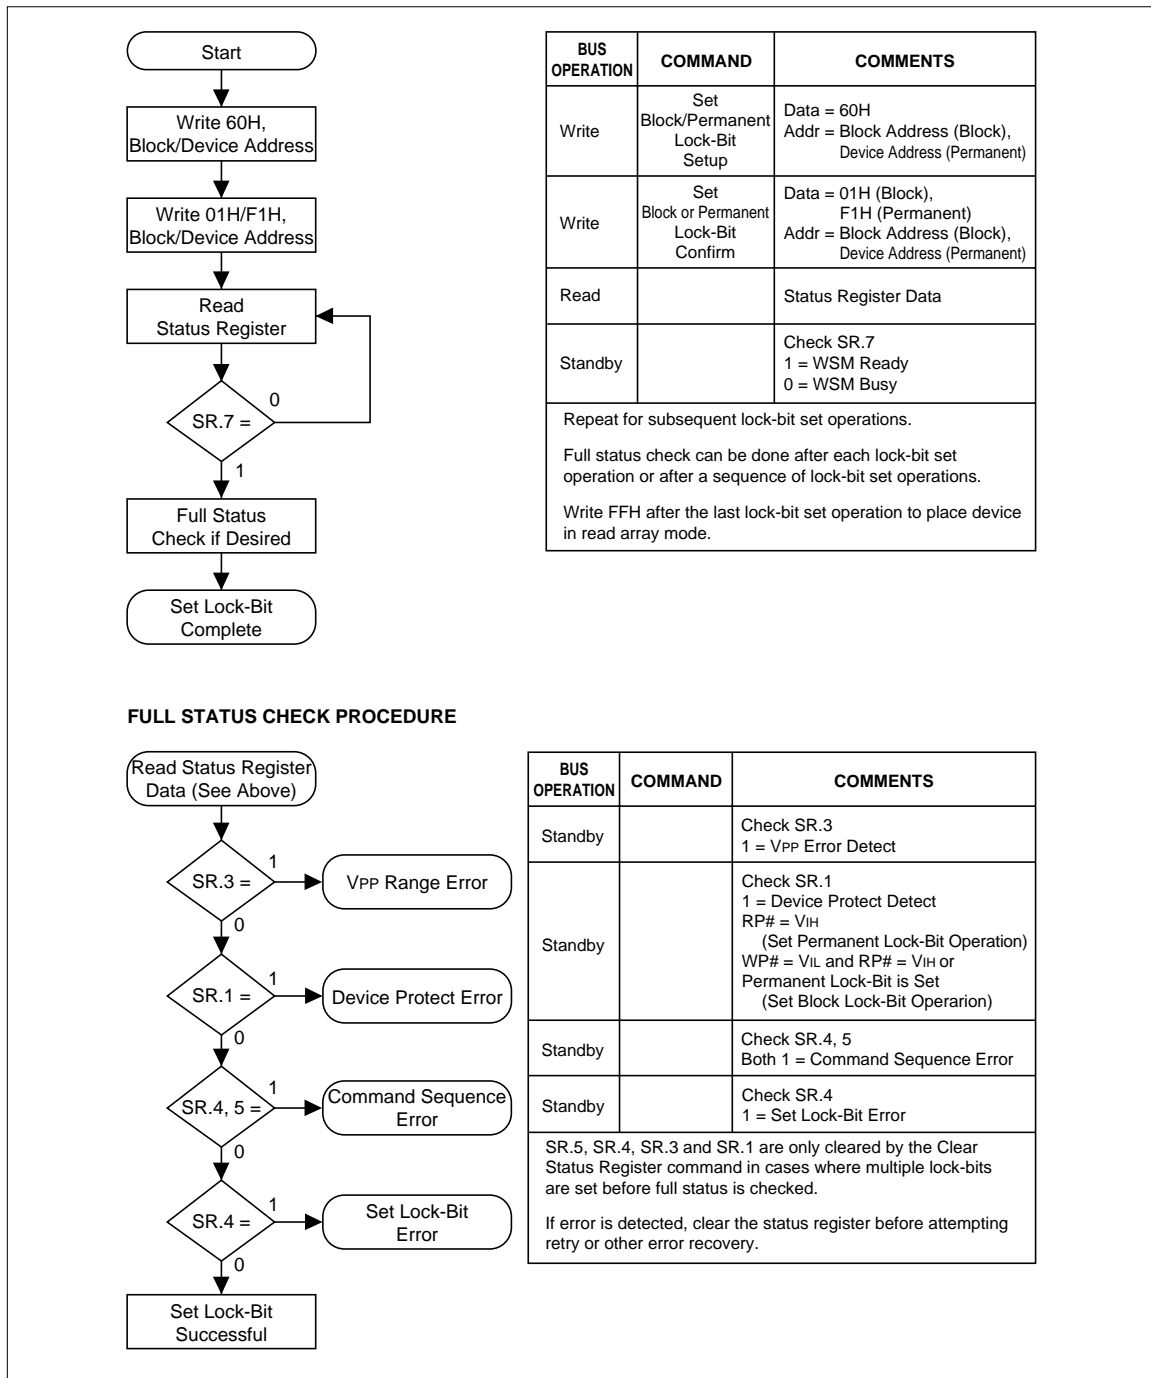 Start
Write 60H,
Block/Device Address
Write 01H/F1H,
Block/Device Address
Read
Status Register
0
SR.7 =
1
Full Status
Check if Desired
Set Lock-Bit
Complete
BUS
OPERATION
COMMAND
COMMENTS
Write
Set
Block/Permanent
Lock-Bit
Setup
Data = 60H
Addr = Block Address (Block),
Device Address (Permanent)
Write
Set
Block or Permanent
Lock-Bit
Confirm
Data = 01H (Block),
F1H (Permanent)
Addr = Block Address (Block),
Device Address (Permanent)
Read
Status Register Data
Standby
Check SR.7
1 = WSM Ready
0 = WSM Busy
Repeat for subsequent lock-bit set operations.
Full status check can be done after each lock-bit set
operation or after a sequence of lock-bit set operations.
Write FFH after the last lock-bit set operation to place device
in read array mode.
FULL STATUS CHECK PROCEDURE
Read Status Register
Data (See Above)
SR.3 =
1
VPP Range Error
0
SR.1 =
1
Device Protect Error
0
SR.4, 5 =
1
Command Sequence
Error
0
SR.4 =
1
Set Lock-Bit
Error
0
Set Lock-Bit
Successful
BUS
OPERATION
COMMAND
COMMENTS
Standby
Check SR.3
1 = VPP Error Detect
Standby
Check SR.1
1 = Device Protect Detect
RP# = VIH
(Set Permanent Lock-Bit Operation)
WP# = VIL and RP# = VIH or
Permanent Lock-Bit is Set
(Set Block Lock-Bit Operarion)
Standby
Check SR.4, 5
Both 1 = Command Sequence Error
Standby
Check SR.4
1 = Set Lock-Bit Error
SR.5, SR.4, SR.3 and SR.1 are only cleared by the Clear
Status Register command in cases where multiple lock-bits
are set before full status is checked.
If error is detected, clear the status register before attempting
retry or other error recovery.